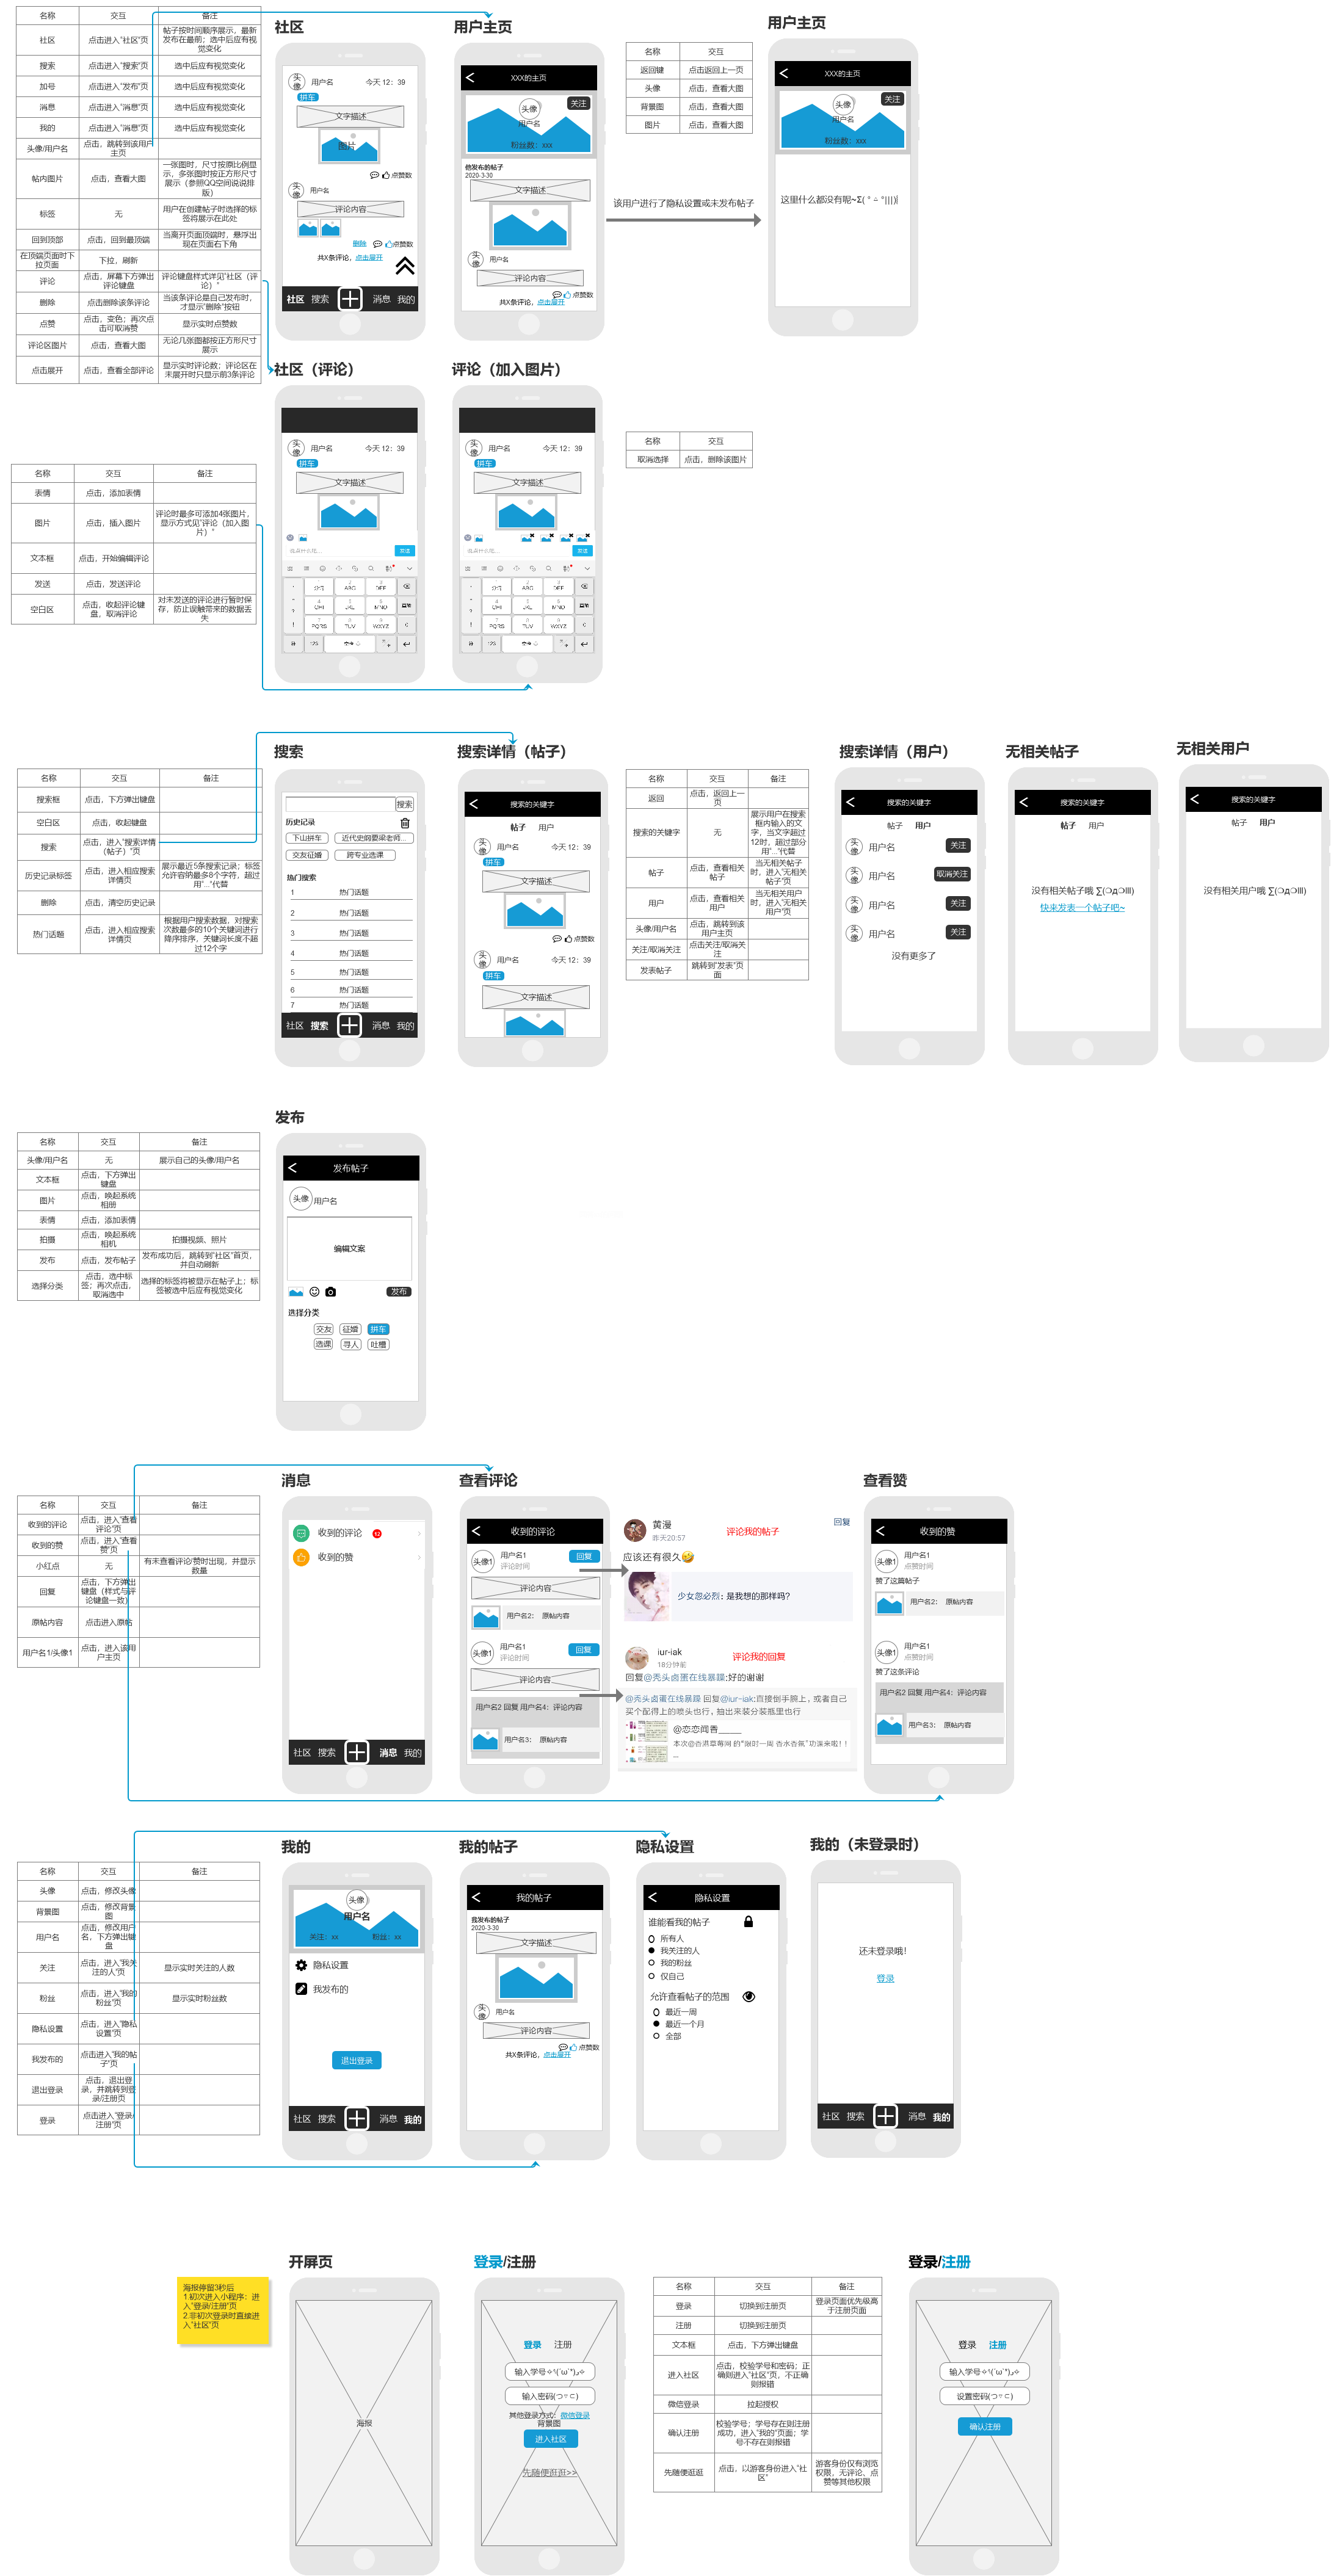 名称 交互 备注
社区 点击进入"社区"页 帖子按时间顺序展示，最新
发布在最前；选中后应有视
觉变化
搜索 点击进入"搜索"页 选中后应有视觉变化
加号 点击进入"发布"页 选中后应有视觉变化
消息 点击进入"消息"页 选中后应有视觉变化
我的 点击进入"消息"页 选中后应有视觉变化
头像/用户名 点击，跳转到该用户
主页
帖内图片 点击，查看大图 一张图时，尺寸按原比例显
示，多张图时按正方形尺寸
展示（参照QQ空间说说排
版）
标签 无 用户在创建帖子时选择的标
签将展示在此处
回到顶部 点击，回到最顶端 当离开页面顶端时，悬浮出
现在页面右下角
在顶端页面时下
拉页面 下拉，刷新
评论 点击，屏幕下方弹出
评论键盘 评论键盘样式详见"社区（评
论）"
删除 点击删除该条评论 当该条评论是自己发布时，
才显示"删除"按钮
点赞 点击，变色；再次点
击可取消赞 显示实时点赞数
评论区图片 点击，查看大图 无论几张图都按正方形尺寸
展示
点击展开 点击，查看全部评论 显示实时评论数；评论区在
未展开时只显示前3条评论
社区
头像 用户名 今天 12：39
拼车
文字描述
图片
点赞数
头像 用户名
评论内容
删除 点赞数
共X条评论，点击展开
社区 搜索 消息 我的
用户主页
XXX的主页
关注
头像
用户名
粉丝数：xxx
他发布的帖子
2020-3-30
文字描述
头像 用户名
评论内容
点赞数
共X条评论，点击展开
名称 交互
返回键 点击返回上一页
头像 点击，查看大图
背景图 点击，查看大图
图片 点击，查看大图
该用户进行了隐私设置或未发布帖子
用户主页
XXX的主页
关注
头像
用户名
粉丝数：xxx
这里什么都没有呢~Σ( ° △ °|||)
名称 交互 备注
表情 点击，添加表情
图片 点击，插入图片 评论时最多可添加4张图片，
显示方式见"评论（加入图
片）"
文本框 点击，开始编辑评论
发送 点击，发送评论
空白区 点击，收起评论键
盘，取消评论 对未发送的评论进行暂时保
存，防止误触带来的数据丢
失
社区（评论）
头像 用户名 今天 12：39
拼车
文字描述
发送
ABC DEF
GHI JKL MNO
PQRS TUV WXYZ
123
评论（加入图片）
头像 用户名 今天 12：39
拼车
文字描述
发送
ABC DEF
GHI JKL MNO
PQRS TUV WXYZ
123
名称 交互
取消选择 点击，删除该图片
名称 交互 备注
搜索框 点击，下方弹出键盘
空白区 点击，收起键盘
搜索 点击，进入"搜索详情
（帖子）"页
历史记录标签 点击，进入相应搜索
详情页 展示最近5条搜索记录；标签
允许容纳最多8个字符，超过
用"..."代替
删除 点击，清空历史记录
热门话题 点击，进入相应搜索
详情页 根据用户搜索数据，对搜索
次数最多的10个关键词进行
降序排序，关键词长度不超
过12个字
搜索
搜索
历史记录
下山拼车 近代史纲要梁老师...
交友征婚 跨专业选课
热门搜索
1 热门话题
2 热门话题
3 热门话题
4 热门话题
5 热门话题
6 热门话题
7 热门话题
社区 搜索 消息 我的
搜索详情（帖子）
搜索的关键字
帖子 用户
头像 用户名 今天 12：39
拼车
文字描述
点赞数
头像 用户名 今天 12：39
拼车
文字描述
名称 交互 备注
返回 点击，返回上一
页
搜索的关键字 无 展示用户在搜索
框内输入的文
字，当文字超过
12时，超过部分
用"..."代替
帖子 点击，查看相关
帖子 当无相关帖子
时，进入"无相关
帖子"页
用户 点击，查看相关
用户 当无相关用户
时，进入"无相关
用户"页
头像/用户名 点击，跳转到该
用户主页
关注/取消关注 点击关注/取消关
注
发表帖子 跳转到"发表"页
面
搜索详情（用户）
搜索的关键字
帖子 用户
头像 用户名 关注
头像 用户名 取消关注
头像 用户名 关注
头像 用户名 关注
没有更多了
无相关帖子
搜索的关键字
帖子 用户
没有相关帖子哦 ∑(❍д❍lll)
快来发表一个帖子吧~
无相关用户
搜索的关键字
帖子 用户
没有相关用户哦 ∑(❍д❍lll)
名称 交互 备注
头像/用户名 无 展示自己的头像/用户名
文本框 点击，下方弹出
键盘
图片 点击，唤起系统
相册
表情 点击，添加表情
拍摄 点击，唤起系统
相机 拍摄视频、照片
发布 点击，发布帖子 发布成功后，跳转到"社区"首页，
并自动刷新
选择分类 点击，选中标
签；再次点击，
取消选中 选择的标签将被显示在帖子上；标
签被选中后应有视觉变化
发布
发布帖子
头像 用户名
编辑文案
发布
选择分类
交友 征婚 拼车
选课 寻人 吐槽
名称 交互 备注
收到的评论 点击，进入"查看
评论"页
收到的赞 点击，进入"查看
赞"页
小红点 无 有未查看评论/赞时出现，并显示
数量
回复 点击，下方弹出
键盘（样式与评
论键盘一致）
原帖内容 点击进入原帖
用户名1/头像1 点击，进入该用
户主页
消息
收到的评论 12
收到的赞
社区 搜索 消息 我的
查看评论
收到的评论
头像1 用户名1 回复
评论时间
评论内容
用户名2： 原帖内容
头像1 用户名1 回复
评论时间
评论内容
用户名2 回复 用户名4：评论内容
用户名3： 原帖内容
黄漫 评论我的帖子 回复
昨天20:57
应该还有很久
少女忽必烈：是我想的那样吗？
iur-iak 评论我的回复
18分钟前
回复@秃头卤蛋在线暴躁:好的谢谢
@秃头卤蛋在线暴躁 回复@iur-iak:直接倒手腕上，或者自己
买个配得上的喷头也行，抽出来装分装瓶里也行
@恋恋闻香_____
...
查看赞
收到的赞
头像1 用户名1
点赞时间
赞了这篇帖子
用户名2： 原帖内容
头像1 用户名1
点赞时间
赞了这条评论
用户名2 回复 用户名4：评论内容
用户名3： 原帖内容
名称 交互 备注
头像 点击，修改头像
背景图 点击，修改背景
图
用户名 点击，修改用户
名，下方弹出键
盘
关注 点击，进入"我关
注的人"页 显示实时关注的人数
粉丝 点击，进入"我的
粉丝"页 显示实时粉丝数
隐私设置 点击，进入"隐私
设置"页
我发布的 点击进入"我的帖
子"页
退出登录 点击，退出登
录，并跳转到登
录/注册页
登录 点击进入"登录/
注册"页
我的
头像
用户名
关注：xx 粉丝：xx
隐私设置
我发布的
退出登录
社区 搜索 消息 我的
我的帖子
我的帖子
我发布的帖子
2020-3-30
文字描述
头像 用户名
评论内容
点赞数
共X条评论，点击展开
隐私设置
隐私设置
谁能看我的帖子
所有人
我关注的人
我的粉丝
仅自己
允许查看帖子的范围
最近一周
最近一个月
全部
我的（未登录时）
还未登录哦！
登录
社区 搜索 消息 我的
海报停留3秒后
1.初次进入小程序：进
入"登录/注册"页
2.非初次登录时直接进
入"社区"页
开屏页
海报
登录/注册
登录 注册
输入学号✧٩(ˊωˋ*)و✧
输入密码(⊃▿⊂)
其他登录方式：微信登录
背景图
进入社区
先随便逛逛>>
名称 交互 备注
登录 切换到注册页 登录页面优先级高
于注册页面
注册 切换到注册页
文本框 点击，下方弹出键盘
进入社区 点击，校验学号和密码；正
确则进入"社区"页，不正确
则报错
微信登录 拉起授权
确认注册 校验学号；学号存在则注册
成功，进入"我的"页面；学
号不存在则报错
先随便逛逛 点击，以游客身份进入"社
区" 游客身份仅有浏览
权限，无评论、点
赞等其他权限
登录/注册
登录 注册
输入学号✧٩(ˊωˋ*)و✧
设置密码(⊃▿⊂)
确认注册